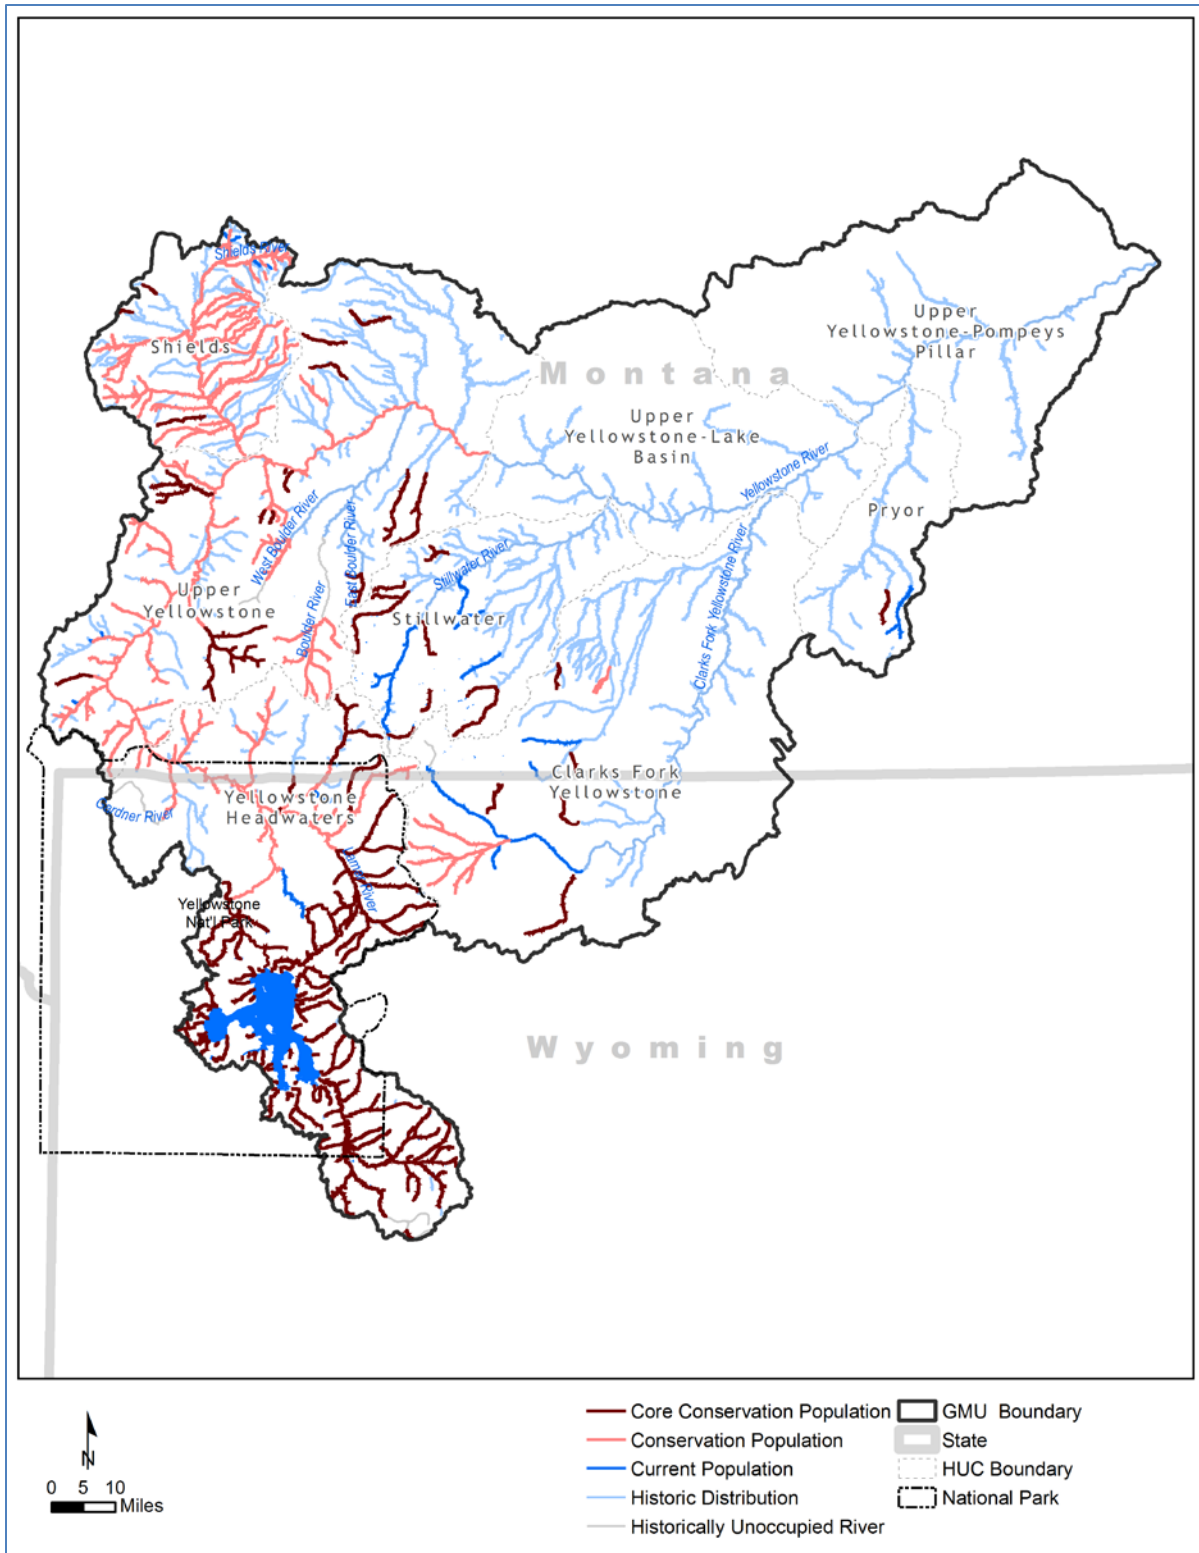 Shields River
Shields
Montana
Upper
Yellowstone-Pompeys
Pillar
Upper
Yellowstone-Lake
Basin
Yellowstone River
Pryor
West Boulder River
East Boulder River
Stillwater River
Clarks Fork Yellowstone River
Upper
Yellowstone
Boulder River
Stillwater
Clarks Fork
Yellowstone
Gardner River
Yellowstone
Headwaters
Lamar River
Yellowstone
Nat'l Park
Wyoming
N
0 5 10
Miles
Core Conservation Population
Conservation Population
Current Population
Historic Distribution
Historically Unoccupied River
GMU Boundary
State
HUC Boundary
National Park